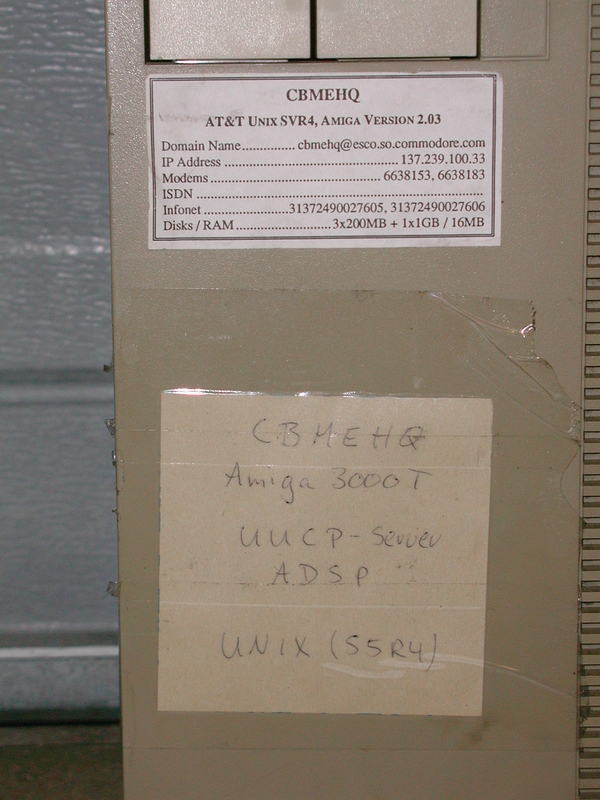 CBMEHQ
AT&T UNIX SVR4, AMIGA VERSION 2.03
Domain Name............... cbmehq@esco.so.commodore.com
IP Address .................................................. 137.239.100.33
Modems ................................................ 6638153, 6638183
ISDN ........................................................................
Infonet ........................31372490027605, 31372490027606
Disks / RAM ...........................3x200MB + 1x1GB / 16MB
CBMEHQ
Amiga 3000T
UUCP-Server
ADSP
UNIX (S5R4)